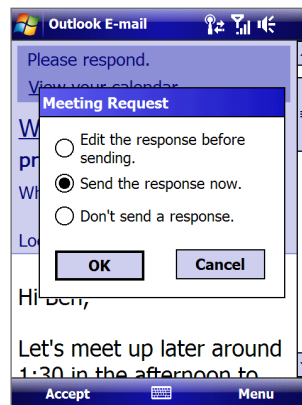 Outlook E-mail
Please respond.
View your calendar
Meeting Request
Edit the response before
sending.
Send the response now.
Don't send a response.
OK
Cancel
Hi Ben,
Let's meet up later around
1:30 in the afternoon to
Accept
Menu